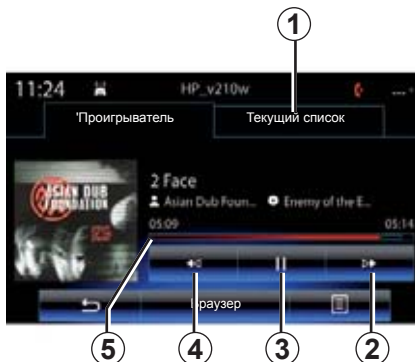 1
11:24 HP_v210w ...
'Проигрыватель Текущий список
ASIAN DUB
FOUNDATION
2 Face
Asian Dub Foun... Enemy of the E...
05:09 05:14
Браузер
5 4 3 2